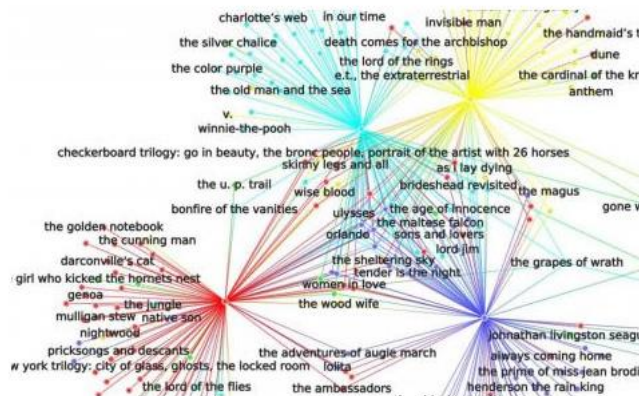 charlotte's web
in our time
invisible man
the silver chalice
death comes for the archbishop
the handmaid's t
the lord of the rings
dune
the color purple
e.t., the extraterrestrial
the cardinal of the kr
the old man and the sea
anthem
v.
winnie-the-pooh
checkerboard trilogy: go in beauty, the bronc people, portrait of the artist with 26 horses
skinny legs and all
as i lay dying
the u. p. trail
wise blood
brideshead revisited
the magus
bonfire of the vanities
ulysses
the age of innocence
gone w
the maltese falcon
the golden notebook
orlando
sons and lovers
the cunning man
lord jim
darconville's cat
the sheltering sky
the grapes of wrath
girl who kicked the hornets nest
tender is the night
genoa
women in love
the jungle
the wood wife
mulligan stew
native son
nightwood
johnathan livingston seagu
pricksongs and descants
the adventures of augie march
always coming home
w york trilogy: city of glass, ghosts, the locked room
lolita
the prime of miss jean brodi
the lord of the flies
the ambassadors
henderson the rain king